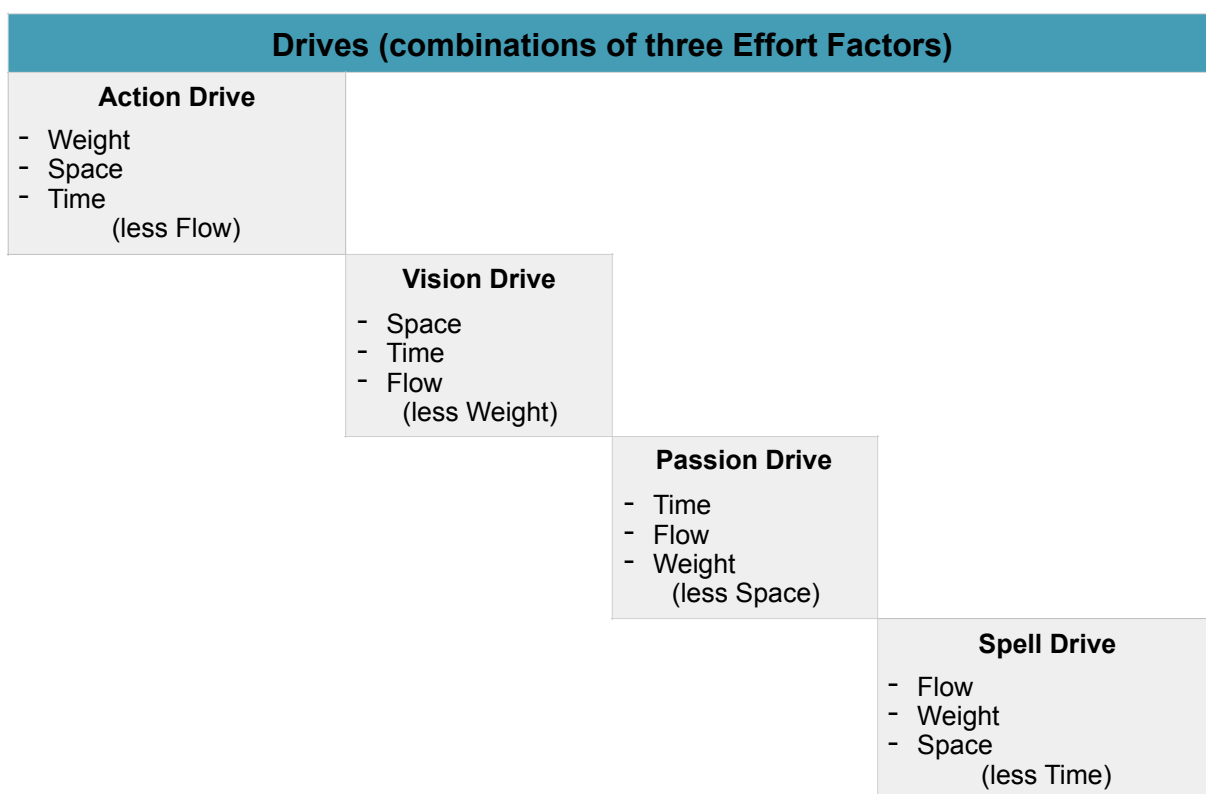 Drives (combinations of three Effort Factors)
Action Drive
- Weight
- Space
- Time
(less Flow)
Vision Drive
- Space
- Time
- Flow
(less Weight)
Passion Drive
- Time
- Flow
- Weight
(less Space)
Spell Drive
- Flow
- Weight
- Space
(less Time)